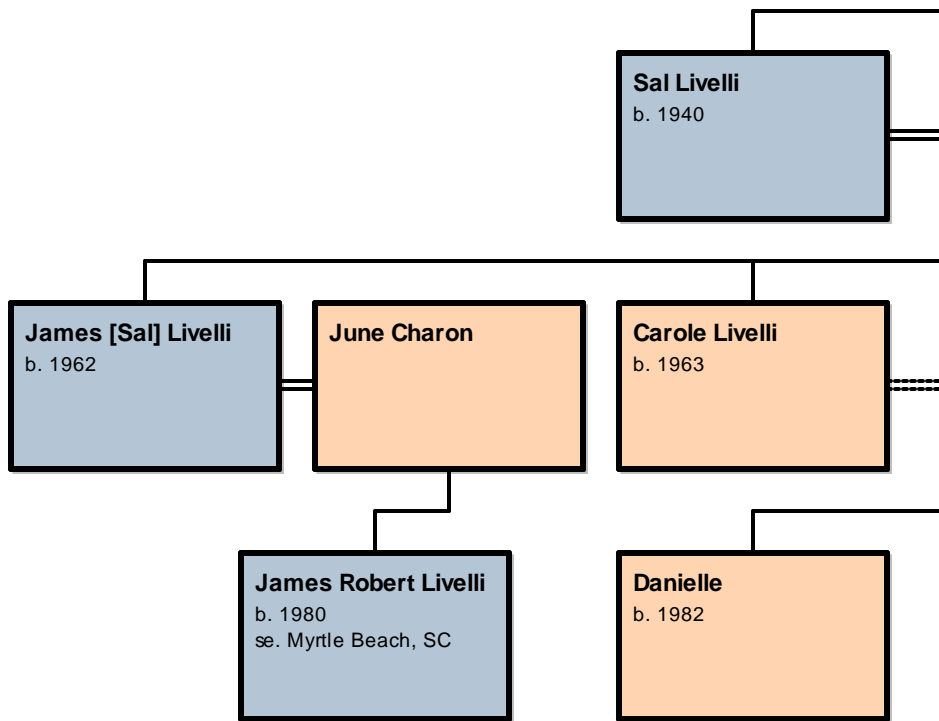 Sal Livelli
b. 1940
James [Sal] Livelli
b. 1962
June Charon
Carole Livelli
b. 1963
James Robert Livelli
b. 1980
se. Myrtle Beach, SC
Danielle
b. 1982